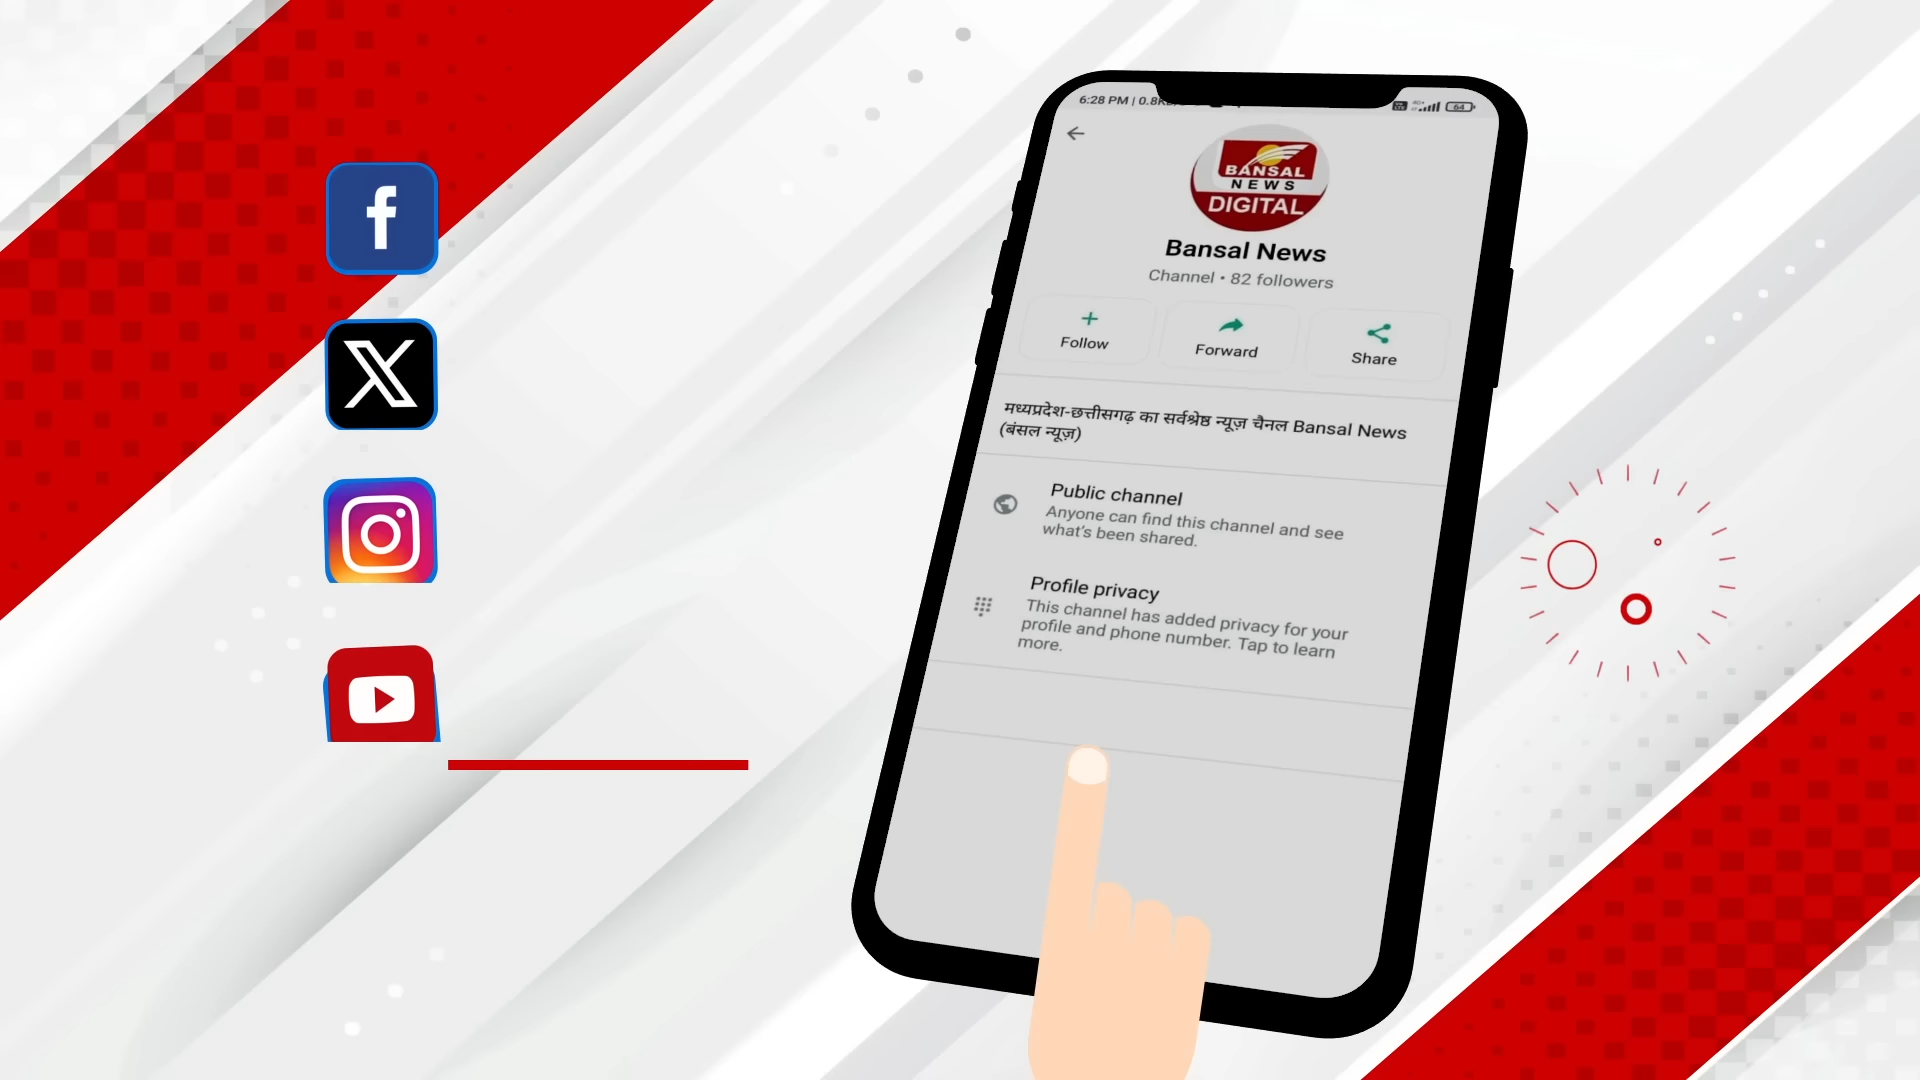 6:28 PM | 0.8K
64
BANSAL
NEWS
DIGITAL
Bansal News
Channel • 82 followers
Follow
Forward
Share
मध्यप्रदेश-छत्तीसगढ़ का सर्वश्रेष्ठ न्यूज़ चैनल Bansal News
(बंसल न्यूज़)
Public channel
Anyone can find this channel and see
what's been shared.
Profile privacy
This channel has added privacy for your
profile and phone number. Tap to learn
more.